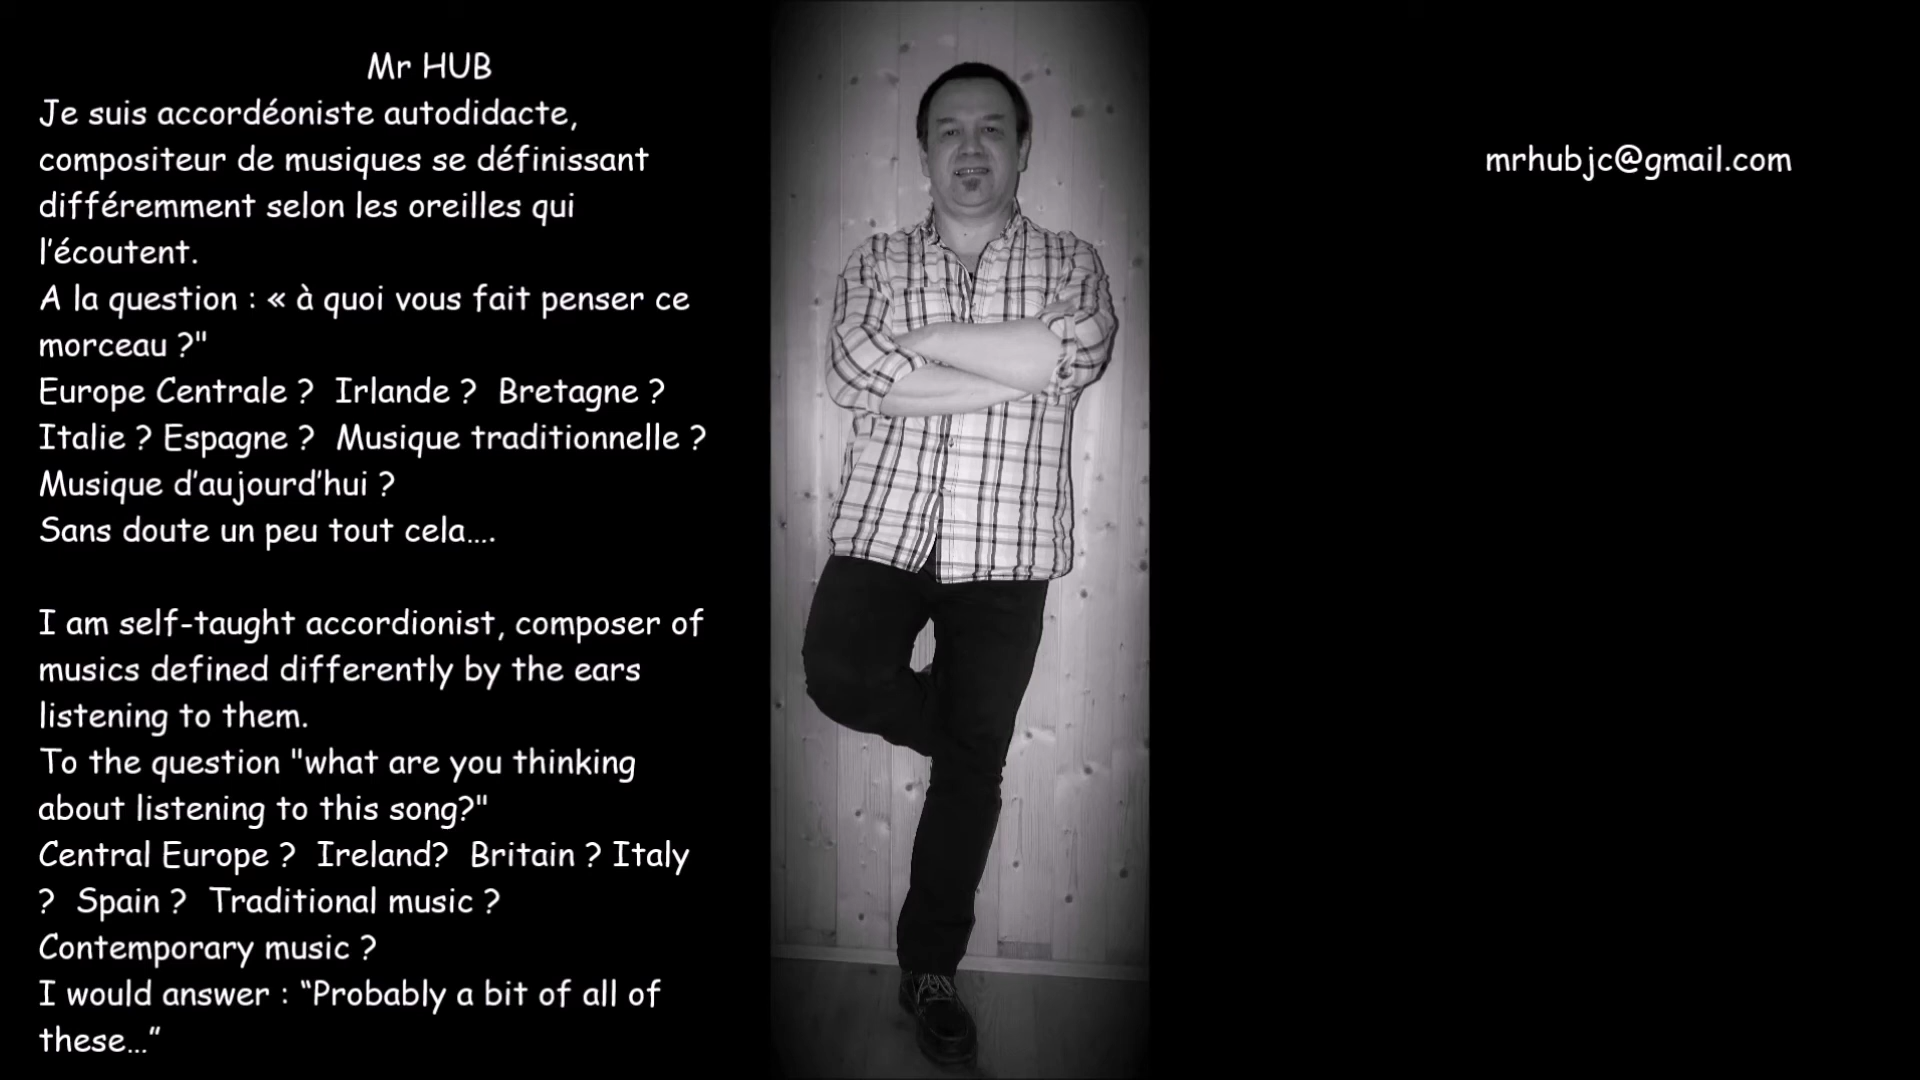 Mr HUB
Je suis accordéoniste autodidacte,
compositeur de musiques se définissant
différemment selon les oreilles qui
l’écoutent.
A la question : « à quoi vous fait penser ce
morceau ?"
Europe Centrale ?  Irlande ?  Bretagne ?
Italie ? Espagne ?  Musique traditionnelle ?
Musique d’aujourd’hui ?
Sans doute un peu tout cela….
I am self-taught accordionist, composer of
musics defined differently by the ears
listening to them.
To the question "what are you thinking
about listening to this song?"
Central Europe ?  Ireland?  Britain ? Italy
?  Spain ?  Traditional music ?
Contemporary music ?
I would answer : “Probably a bit of all of
these…”
mrhubjc@gmail.com